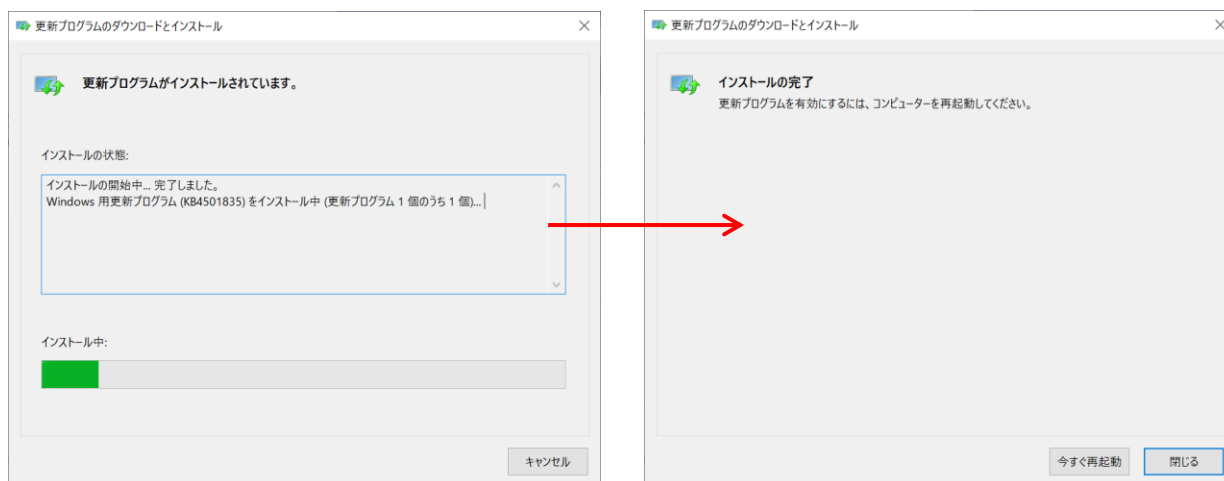 更新プログラムのダウンロードとインストール
更新プログラムがインストールされています。
インストールの状態:
インストールの開始中... 完了しました。
Windows 用更新プログラム (KB4501835) をインストール中 (更新プログラム 1 個のうち 1 個)...
インストール中:
キャンセル
更新プログラムのダウンロードとインストール
インストールの完了
更新プログラムを有効にするには、コンピューターを再起動してください。
今すぐ再起動
閉じる